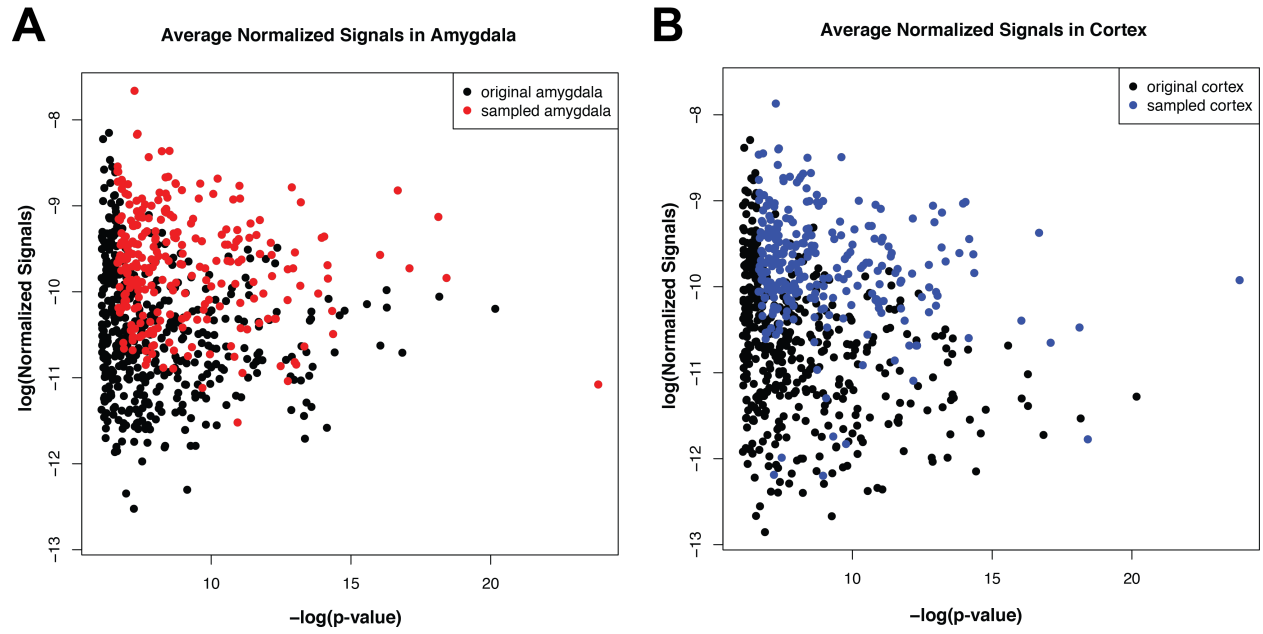 A
Average Normalized Signals in Amygdala
original amygdala
sampled amygdala
−8
−9
−10
−11
−12
−13
log(Normalized Signals)
10 15 20
−log(p-value)
B
Average Normalized Signals in Cortex
original cortex
sampled cortex
−8
−9
−10
−11
−12
−13
log(Normalized Signals)
10 15 20
−log(p-value)